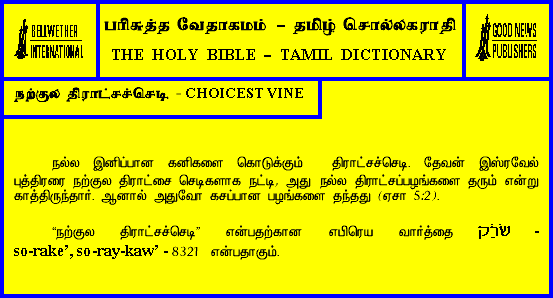 BELLWETHER
INTERNATIONAL
பரிசுத்த வேதாகமம் – தமிழ் சொல்லகராதி
THE HOLY BIBLE – TAMIL DICTIONARY
GOOD NEWS
PUBLISHERS
நற்குல திராட்சச்செடி - CHOICEST VINE
நல்ல இனிப்பான கனிகளை கொடுக்கும் திராட்சச்செடி. தேவன் இஸ்ரவேல்
புத்திரரை நற்குல திராட்சை செடிகளாக நட்டி, அது நல்ல திராட்சப்பழங்களை தரும் என்று
காத்திருந்தார். ஆனால் அதுவோ கசப்பான பழங்களை தந்தது (ஏசா 5:2).
“நற்குல திராட்சச்செடி” என்பதற்கான எபிரெய வார்த்தை שׂרֵק -
so-rake’, so-ray-kaw’ - 8321 என்பதாகும்.